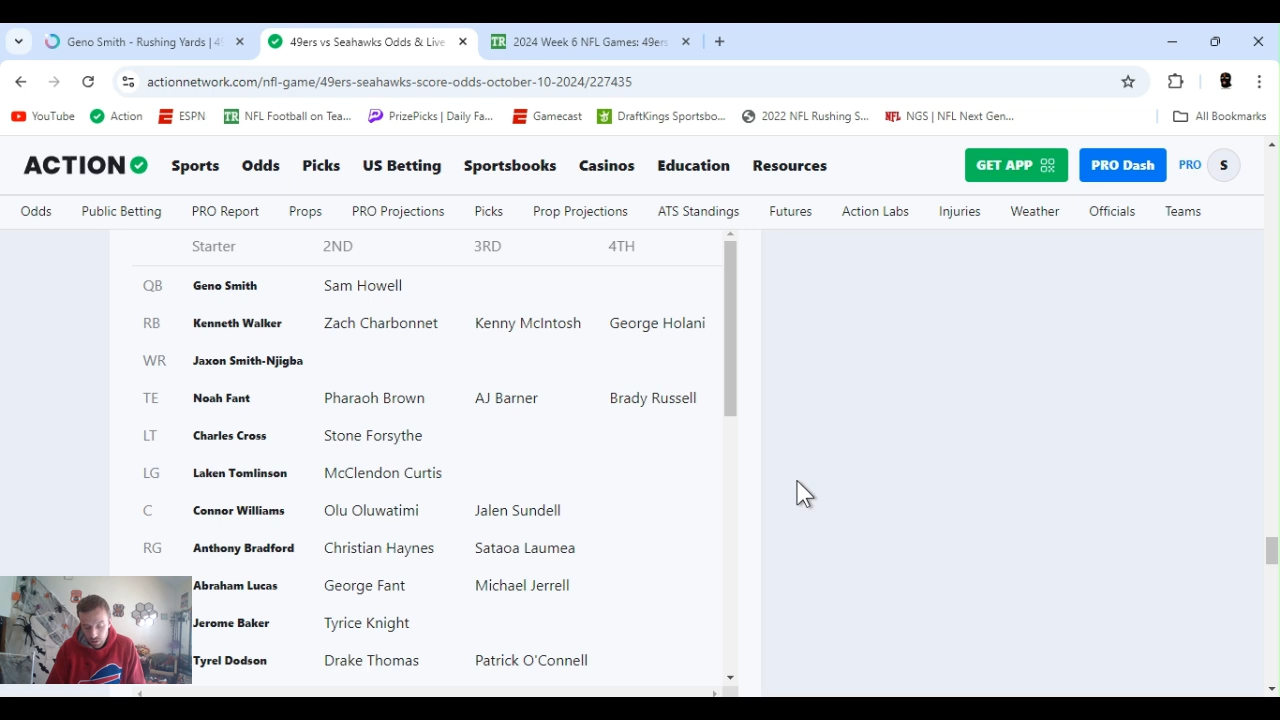 Geno Smith - Rushing Yards | 4
49ers vs Seahawks Odds & Live
2024 Week 6 NFL Games: 49ers
actionnetwork.com/nfl-game/49ers-seahawks-score-odds-october-10-2024/227435
YouTube Action ESPN NFL Football on Tea... PrizePicks | Daily Fa... Gamecast DraftKings Sportsbo... 2022 NFL Rushing S... NGS | NFL Next Gen... All Bookmarks
ACTION Sports Odds Picks US Betting Sportsbooks Casinos Education Resources GET APP PRO Dash PRO S
Odds Public Betting PRO Report Props PRO Projections Picks Prop Projections ATS Standings Futures Action Labs Injuries Weather Officials Teams
Starter 2ND 3RD 4TH
QB Geno Smith Sam Howell
RB Kenneth Walker Zach Charbonnet Kenny McIntosh George Holani
WR Jaxon Smith-Njigba
TE Noah Fant Pharaoh Brown AJ Barner Brady Russell
LT Charles Cross Stone Forsythe
LG Laken Tomlinson McClendon Curtis
C Connor Williams Olu Oluwatimi Jalen Sundell
RG Anthony Bradford Christian Haynes Sataoa Laumea
Abraham Lucas George Fant Michael Jerrell
Jerome Baker Tyrice Knight
Tyrel Dodson Drake Thomas Patrick O'Connell